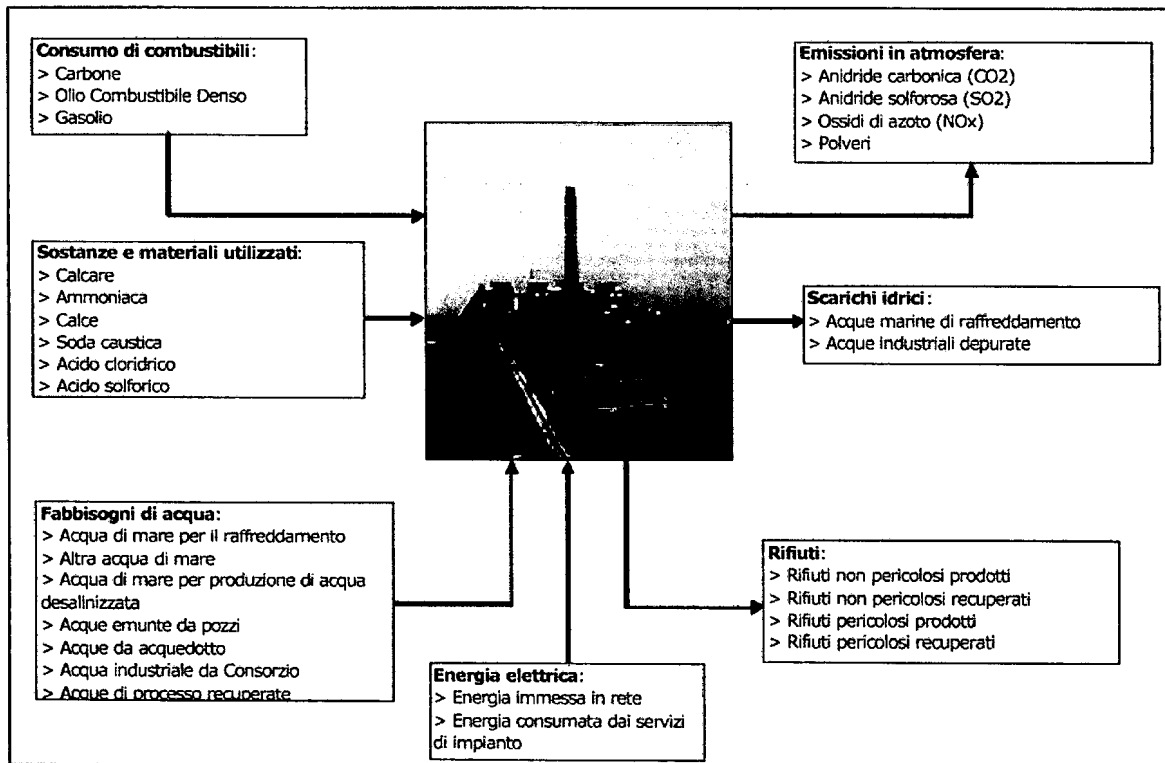 Consumo di combustibili:
> Carbone
> Olio Combustibile Denso
> Gasolio
Emissioni in atmosfera:
> Anidride carbonica (CO2)
> Anidride solforosa (SO2)
> Ossidi di azoto (NOx)
> Polveri
Sostanze e materiali utilizzati:
> Calcare
> Ammoniaca
> Calce
> Soda caustica
> Acido cloridrico
> Acido solforico
Scarichi idrici:
> Acque marine di raffreddamento
> Acque industriali depurate
Fabbisogni di acqua:
> Acqua di mare per il raffreddamento
> Altra acqua di mare
> Acqua di mare per produzione di acqua
desalinizzata
> Acque emunte da pozzi
> Acque da acquedotto
> Acqua industriale da Consorzio
> Acque di processo recuperate
Energia elettrica:
> Energia immessa in rete
> Energia consumata dai servizi
di impianto
Rifiuti:
> Rifiuti non pericolosi prodotti
> Rifiuti non pericolosi recuperati
> Rifiuti pericolosi prodotti
> Rifiuti pericolosi recuperati